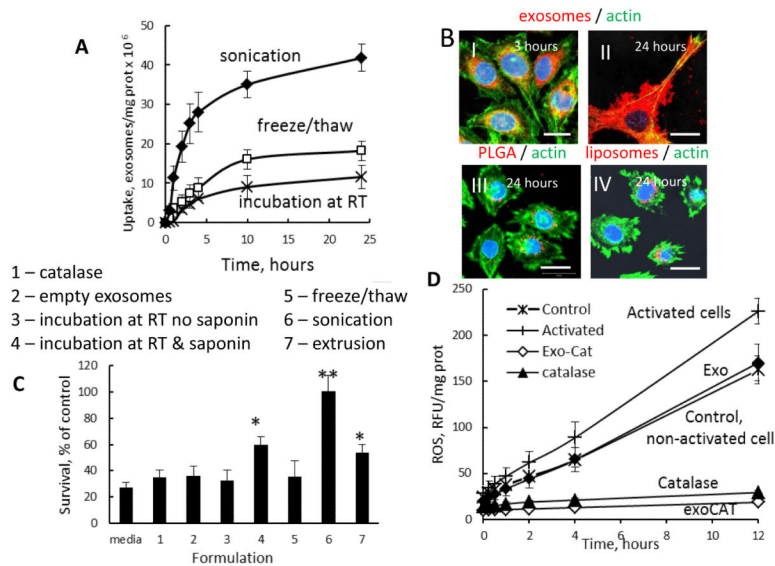 A
Uptake, exosomes/mg prot x 10 6
50
40
30
20
10
0
sonication
freeze/thaw
incubation at RT
0 5 10 15 20 25
Time, hours
B
exosomes / actin
I
3 hours
II
24 hours
PLGA / actin
liposomes / actin
III
24 hours
IV
24 hours
1 – catalase
2 – empty exosomes
3 – incubation at RT no saponin
4 – incubation at RT & saponin
5 – freeze/thaw
6 – sonication
7 – extrusion
C
Survival, % of control
120
100
80
60
40
20
0
*
**
*
media 1 2 3 4 5 6 7
Formulation
D
ROS, RFU/mg prot
250
200
150
100
50
0
Control
Activated
Exo-Cat
catalase
Activated cells
Exo
Control,
non-activated cell
Catalase
exoCAT
0 2 4 6 8 10 12
Time, hours